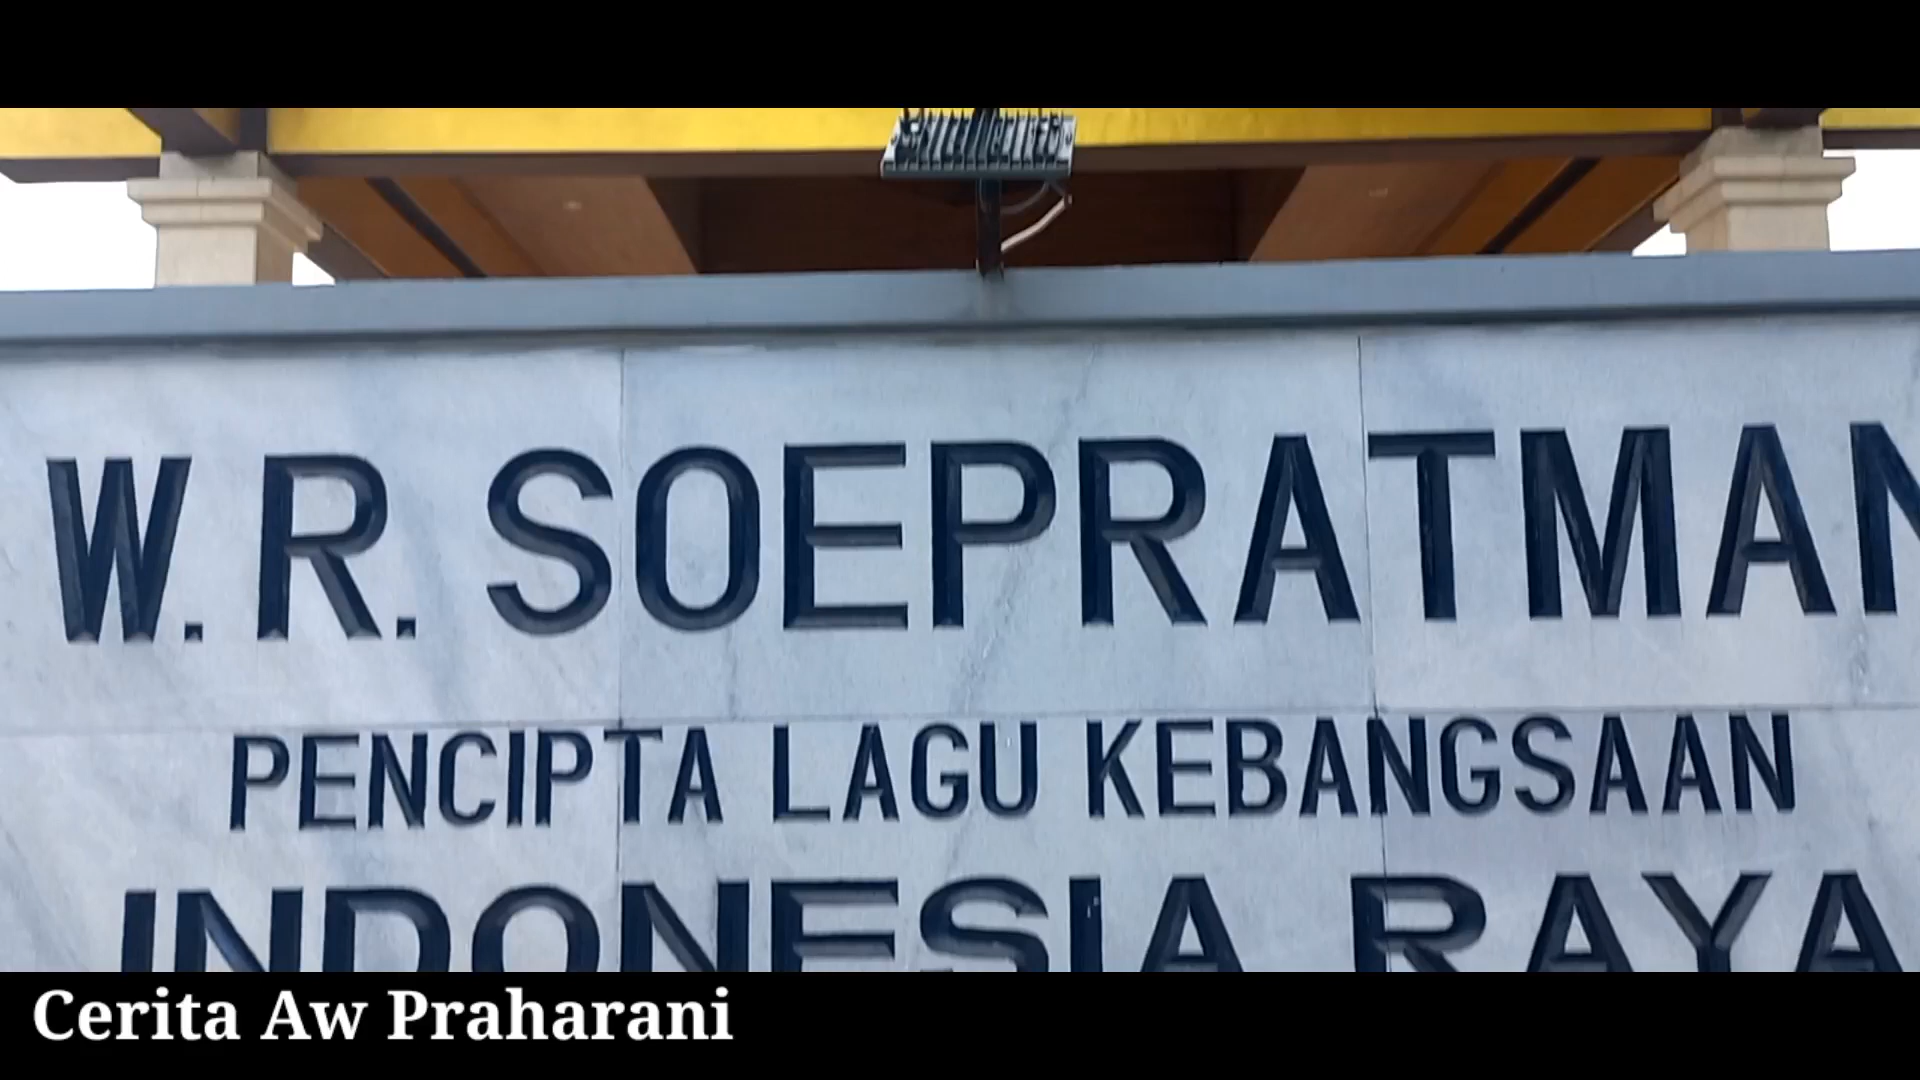 W.R. SOEPRATMAN
PENCIPTA LAGU KEBANGSAAN
INDONESIA RAYA
Cerita Aw Praharani